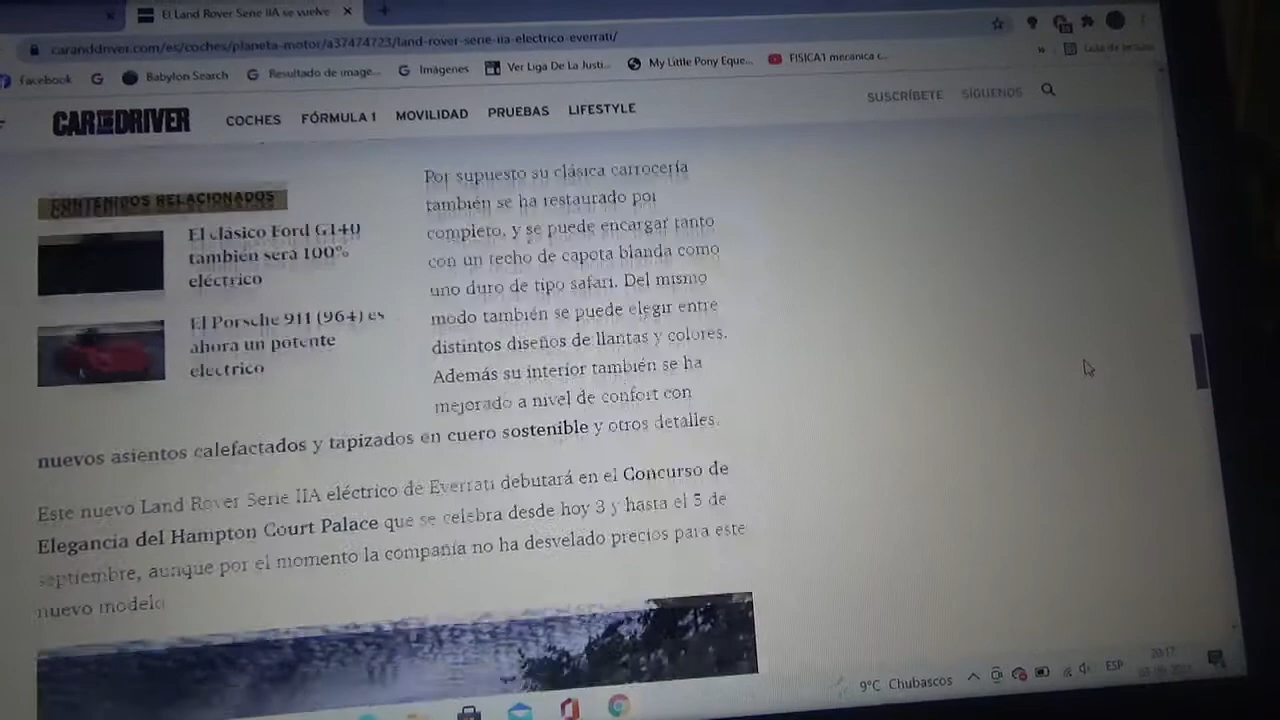 El Land Rover Serie IIA se vuelve
caranddriver.com/es/coches/planeta-motor/a37474723/land-rover-serie-iia-electrico-everrati/
Facebook
Babylon Search
Resultado de image...
Imágenes
Ver Liga De La Justi...
My Little Pony Eque...
FISICA1 mecanica c...
Lista de lectura
CAR AND DRIVER
COCHES
FÓRMULA 1
MOVILIDAD
PRUEBAS
LIFESTYLE
SUSCRÍBETE
SÍGUENOS
CONTENIDOS RELACIONADOS
El clásico Ford GT40
también será 100%
eléctrico
El Porsche 911 (964) es
ahora un potente
eléctrico
Por supuesto su clásica carrocería
también se ha restaurado por
completo, y se puede encargar tanto
con un techo de capota blanda como
uno duro de tipo safari. Del mismo
modo también se puede elegir entre
distintos diseños de llantas y colores.
Además su interior también se ha
mejorado a nivel de confort con
nuevos asientos calefactados y tapizados en cuero sostenible y otros detalles.
Este nuevo Land Rover Serie IIA eléctrico de Everrati debutará en el Concurso de
Elegancia del Hampton Court Palace que se celebra desde hoy 3 y hasta el 5 de
septiembre, aunque por el momento la compañía no ha desvelado precios para este
nuevo modelo
9°C Chubascos
ESP
20:17